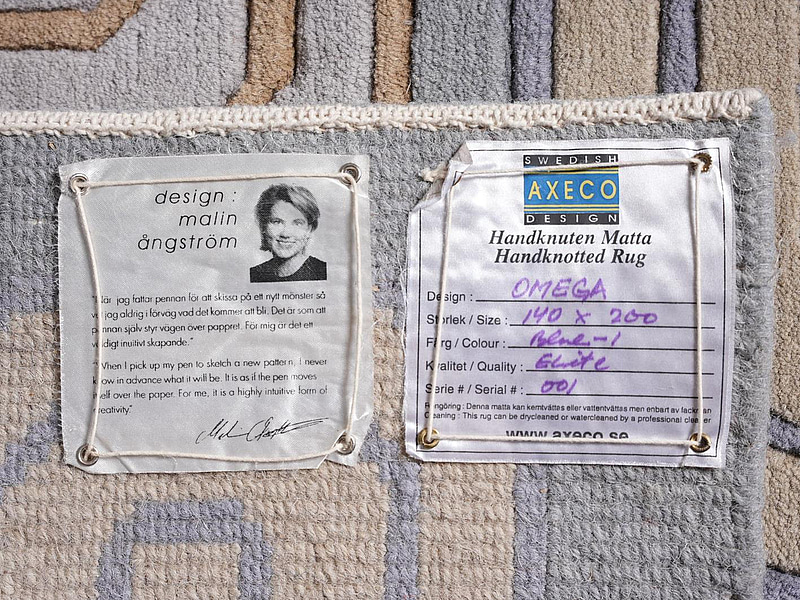 design :
malin
ångström
"När jag fattar pennan för att skissa på ett nytt mönster så
vet jag aldrig i förväg vad det kommer att bli. Det är som att
pennan själv styr vägen över pappret. För mig är det ett
väldigt inuitivt skapande."
"When I pick up my pen to sketch a new pattern, I never
know in advance what it will be. It is as if the pen moves
itself over the paper. For me, it is a highly intuitive form of
creativity"
SWEDISH
AXECO
DESIGN
Handknuten Matta
Handknotted Rug
Design : OMEGA
Storlek / Size : 140 x 200
Färg / Colour : Blue-1
Kvalitet / Quality : Elite
Serie # / Serial # : 001
Rengöring : Denna matta kan kemtvättas eller vattentvättas men enbart av fackman
Cleaning : This rug can be drycleaned or watercleaned by a professional cleaner
www.axeco.se